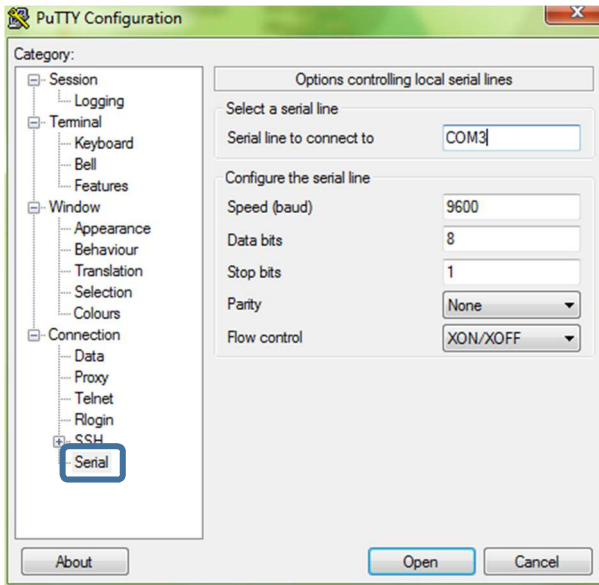 PuTTY Configuration
Category:
Session
Logging
Terminal
Keyboard
Bell
Features
Window
Appearance
Behaviour
Translation
Selection
Colours
Connection
Data
Proxy
Telnet
Rlogin
SSH
Serial
Options controlling local serial lines
Select a serial line
Serial line to connect to COM3
Configure the serial line
Speed (baud) 9600
Data bits 8
Stop bits 1
Parity None
Flow control XON/XOFF
About Open Cancel